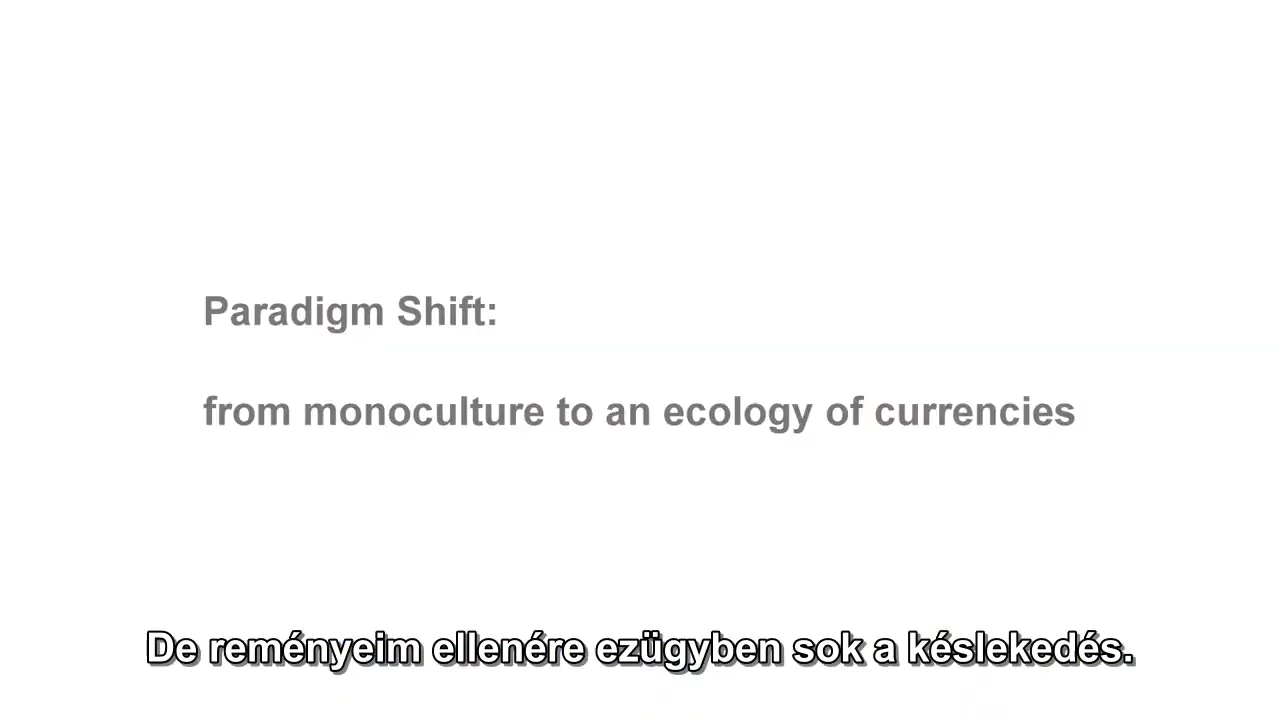 Paradigm Shift:
from monoculture to an ecology of currencies
De reményeim ellenére ezügyben sok a késlekedés.